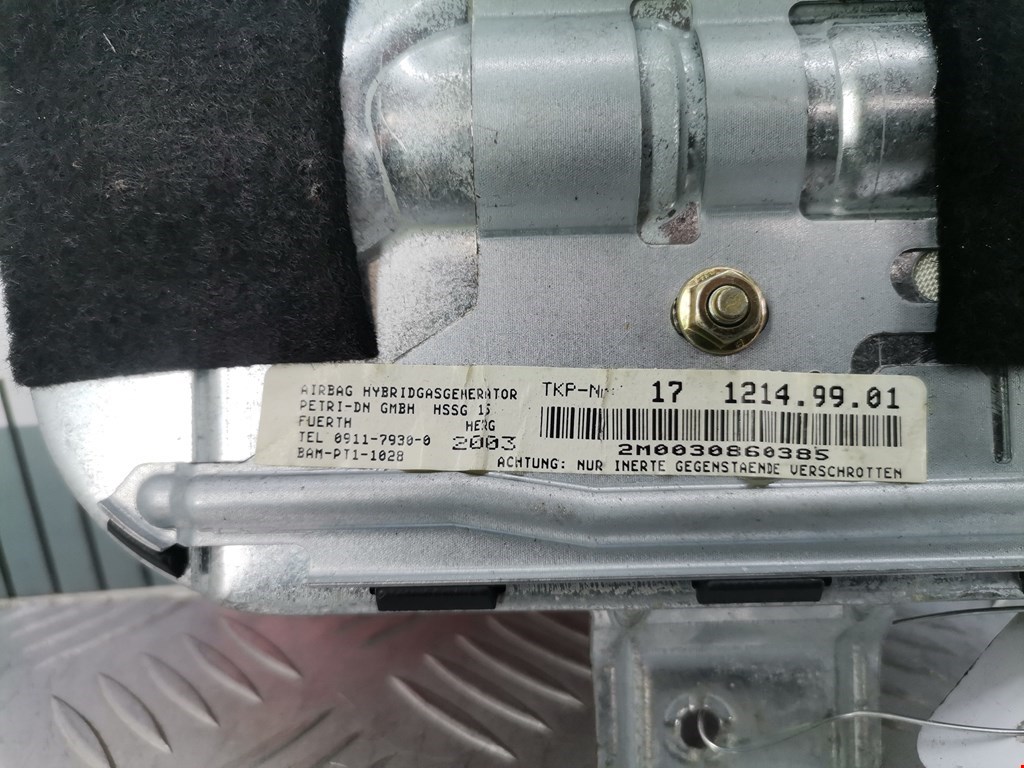 AIRBAG HYBRIDGASGENERATOR
PETRI-DN GMBH HSSG 15
FUERTH HERG
TEL 0911-7930-0 2003
BAM-PT1-1028
TKP-Nr: 17 1214.99.01
2M0030860385
ACHTUNG: NUR INERTE GEGENSTAENDE VERSCHROTTEN